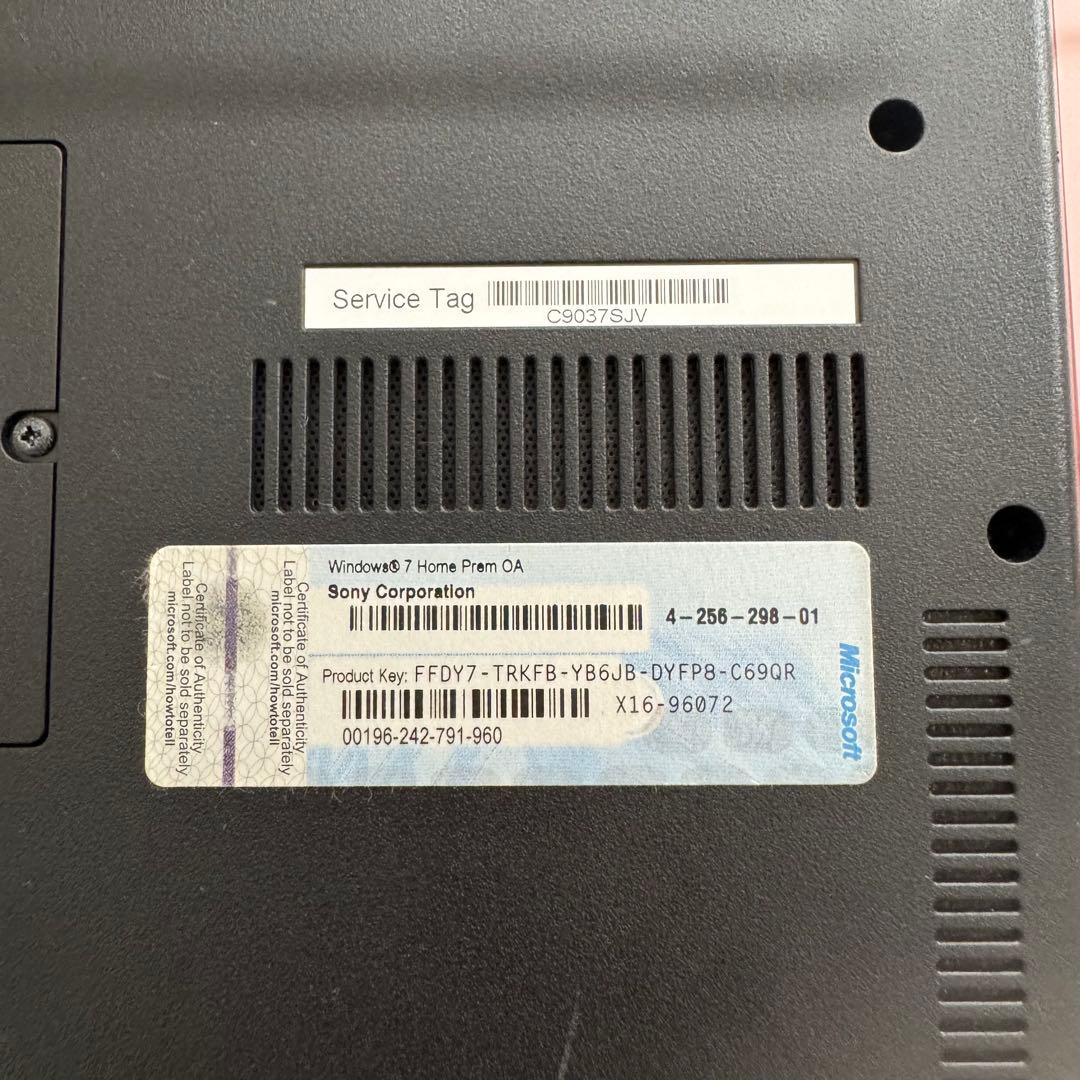 Service Tag
C9037SJV
Certificate of Authenticity
Label not to be sold separately
microsoft.com/howtotell
Certificate of Authenticity
Label not to be sold separately
microsoft.com/howtotell
Windows® 7 Home Prem OA
Sony Corporation
4-256-298-01
Product Key: FFDY7-TRKFB-YB6JB-DYFP8-C69QR
X16-96072
00196-242-791-960
Microsoft